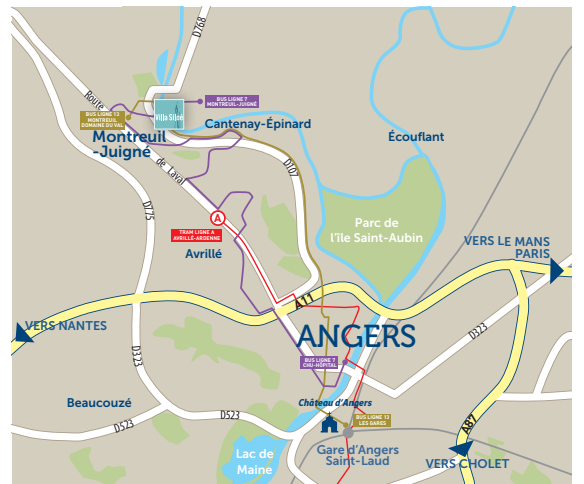 D768
BUS LIGNE 7
MONTREUIL-JUIGNÉ
Route
BUS LIGNE 13
MONTREUIL
DOMAINE DU VAL
Villa Siloé
Cantenay-Épinard
Montreuil
-Juigné
Écouflant
de Laval
D107
D775
A
TRAM LIGNE A
AVRILLÉ-ARDENNE
Parc de
l'île Saint-Aubin
Avrillé
VERS LE MANS
PARIS
A11
VERS NANTES
ANGERS
D323
D323
BUS LIGNE 7
CHU-HÔPITAL
Beaucouzé
Château d'Angers
D523
D523
BUS LIGNE 13
LES GARES
A87
Gare d'Angers
Saint-Laud
Lac de
Maine
VERS CHOLET